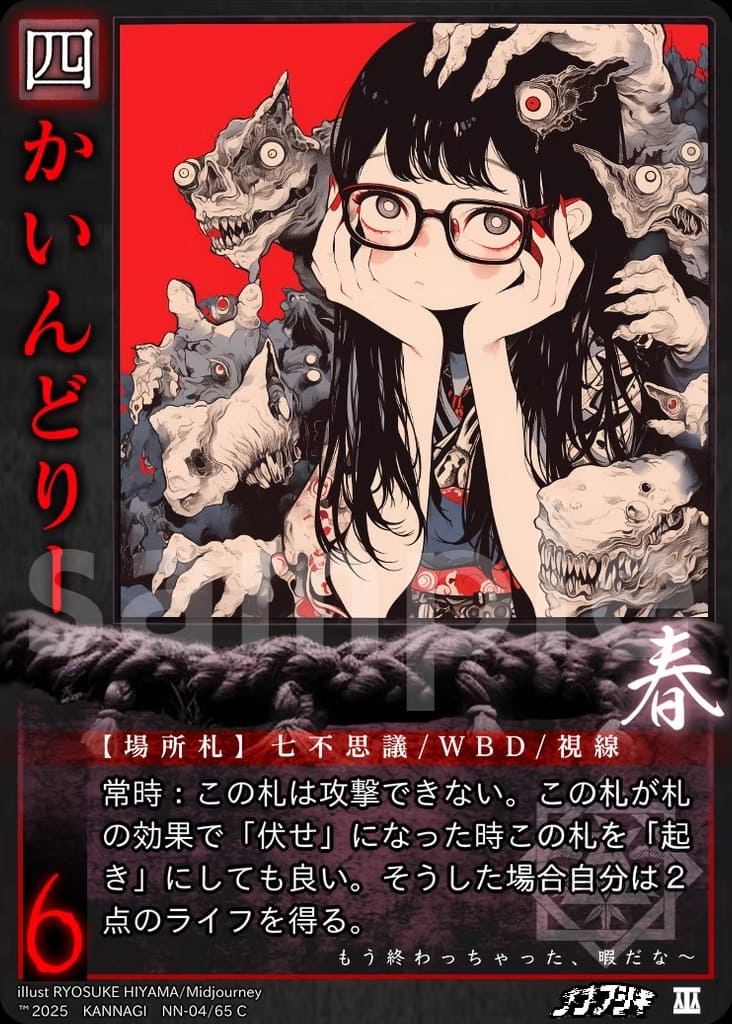 四
かいんどりー
sample
春
【場所札】七不思議/WBD/視線
常時：この札は攻撃できない。この札が札
の効果で「伏せ」になった時この札を「起
き」にしても良い。そうした場合自分は２
点のライフを得る。
もう終わっちゃった、暇だな～
6
illust RYOSUKE HIYAMA/Midjourney
™2025 KANNAGI NN-04/65 C